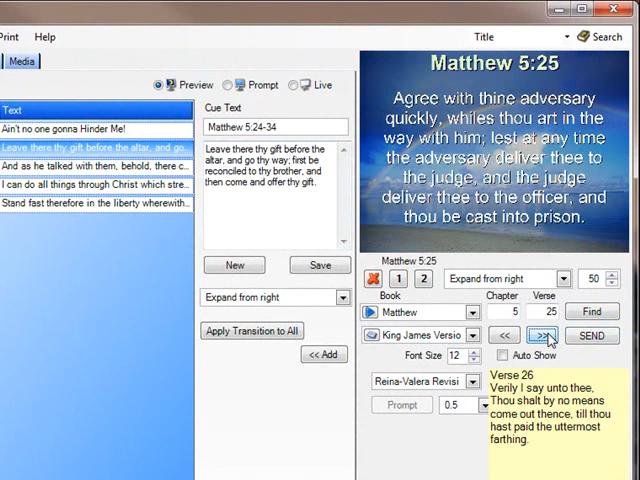 Print
Help
Title
Search
Media
Preview
Prompt
Live
Text
Ain't no one gonna Hinder Me!
Leave there thy gift before the altar, and go...
And as he talked with them, behold, there c...
I can do all things through Christ which stre...
Stand fast therefore in the liberty wherewith...
Cue Text
Matthew 5:24-34
Leave there thy gift before the
altar, and go thy way; first be
reconciled to thy brother, and
then come and offer thy gift.
New
Save
Expand from right
Apply Transition to All
<< Add
Matthew 5:25
Agree with thine adversary
quickly, whiles thou art in the
way with him; lest at any time
the adversary deliver thee to
the judge, and the judge
deliver thee to the officer, and
thou be cast into prison.
Matthew 5:25
1
2
Expand from right
50
Book
Chapter
Verse
Matthew
5
25
Find
King James Versio
<<
>>
SEND
Font Size
12
Auto Show
Reina-Valera Revisi
Prompt
0.5
Verse 26
Verily I say unto thee,
Thou shalt by no means
come out thence, till thou
hast paid the uttermost
farthing.